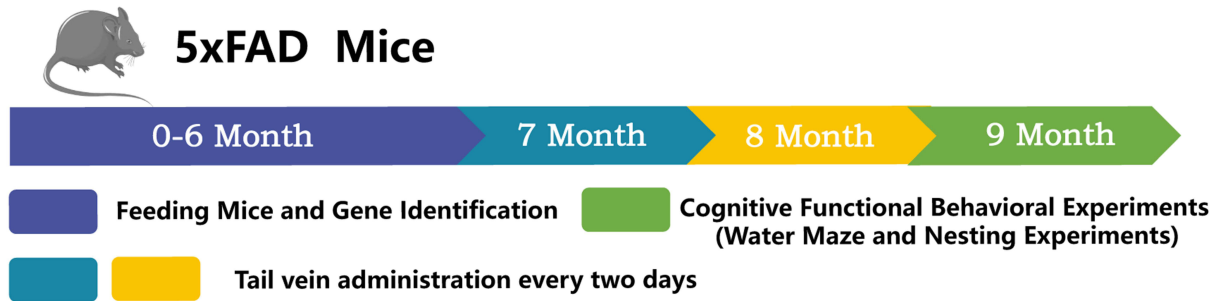 5xFAD Mice
0-6 Month
7 Month
8 Month
9 Month
Feeding Mice and Gene Identification
Cognitive Functional Behavioral Experiments
(Water Maze and Nesting Experiments)
Tail vein administration every two days